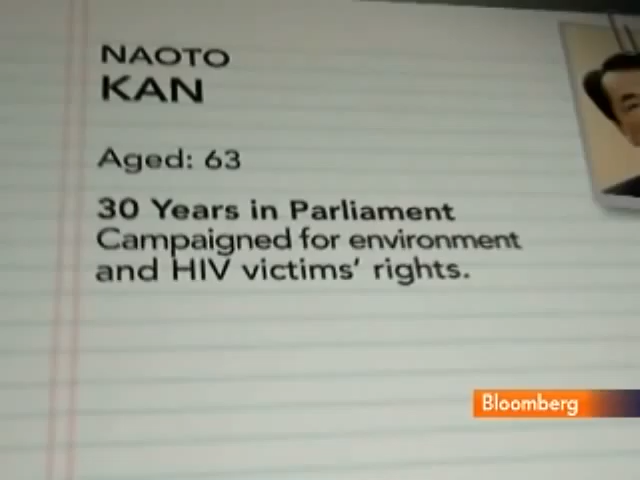 NAOTO
KAN
Aged: 63
30 Years in Parliament
Campaigned for environment
and HIV victims' rights.
Bloomberg